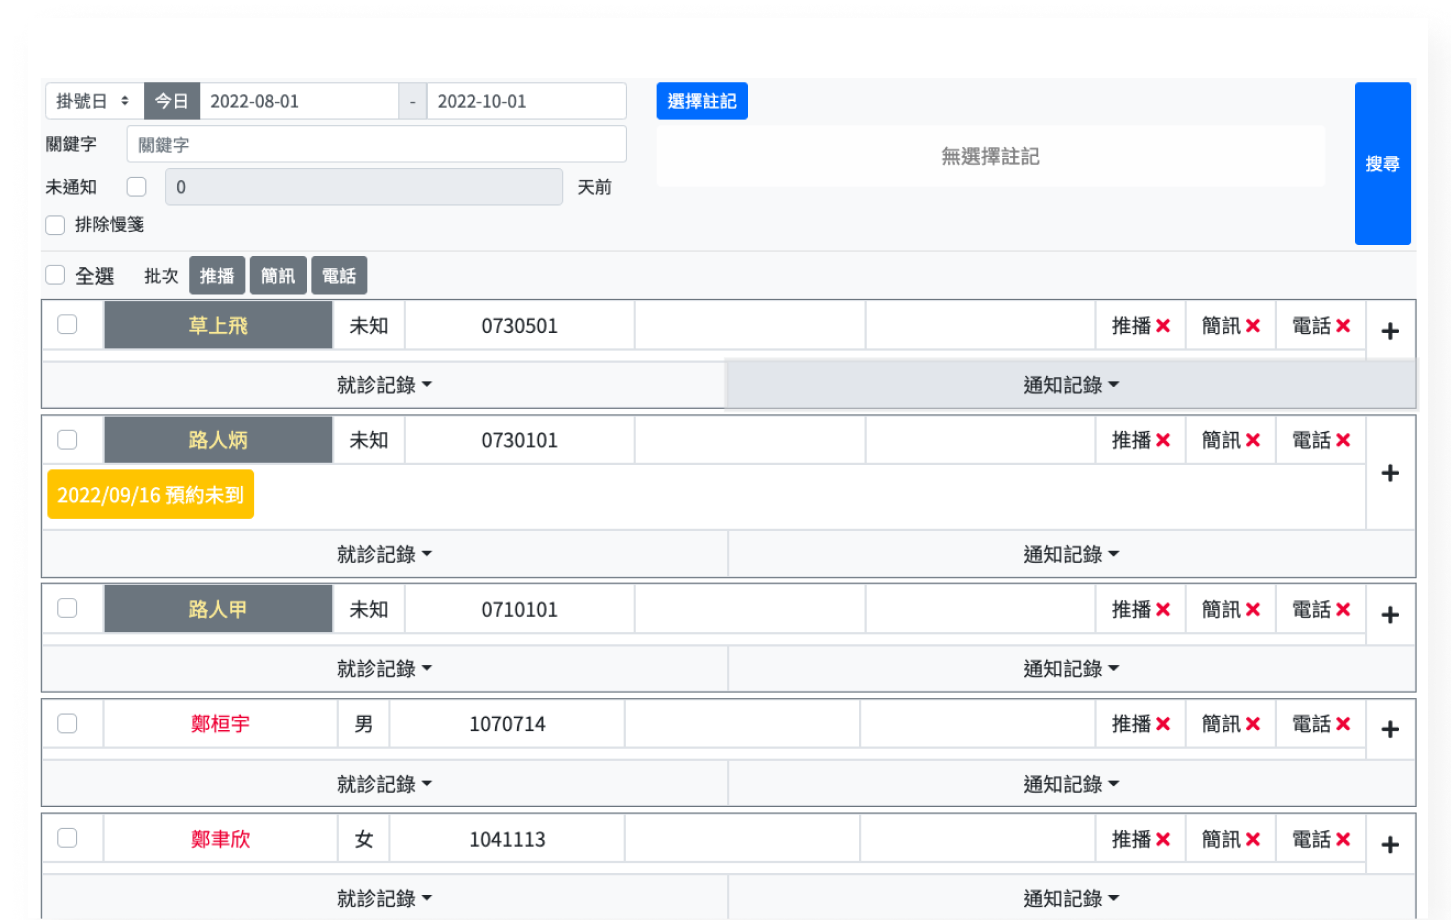 掛號日 今日 2022-08-01 - 2022-10-01 選擇註記
關鍵字 關鍵字
無選擇註記
搜尋
未通知 0 天前
排除慢箋
全選 批次 推播 簡訊 電話
草上飛 未知 0730501 推播 簡訊 電話
就診記錄 通知記錄
路人炳 未知 0730101 推播 簡訊 電話
2022/09/16 預約未到
就診記錄 通知記錄
路人甲 未知 0710101 推播 簡訊 電話
就診記錄 通知記錄
鄭桓宇 男 1070714 推播 簡訊 電話
就診記錄 通知記錄
鄭聿欣 女 1041113 推播 簡訊 電話
就診記錄 通知記錄